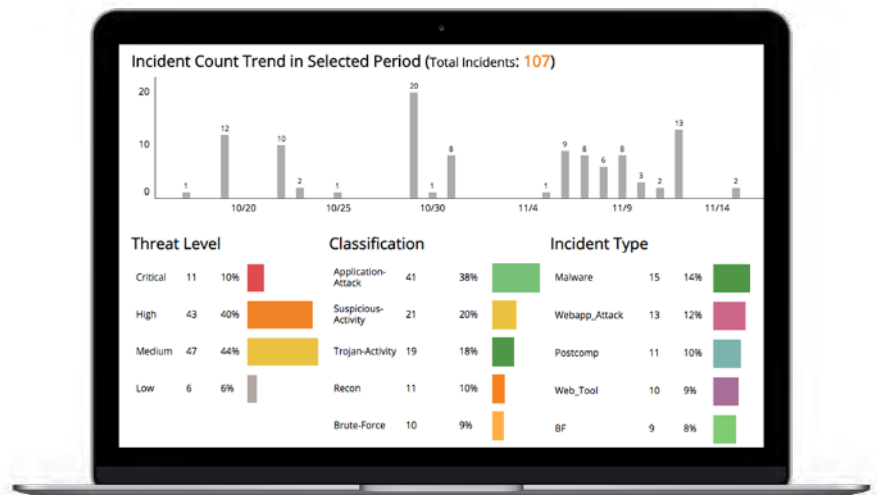 Incident Count Trend in Selected Period (Total Incidents: 107)
20
10
0
1
12
10
2
1
20
1
8
1
9
8
6
8
3
2
13
2
10/20
10/25
10/30
11/4
11/9
11/14
Threat Level
Critical 11 10%
High 43 40%
Medium 47 44%
Low 6 6%
Classification
Application-
Attack 41 38%
Suspicious-
Activity 21 20%
Trojan-Activity 19 18%
Recon 11 10%
Brute-Force 10 9%
Incident Type
Malware 15 14%
Webapp_Attack 13 12%
Postcomp 11 10%
Web_Tool 10 9%
BF 9 8%